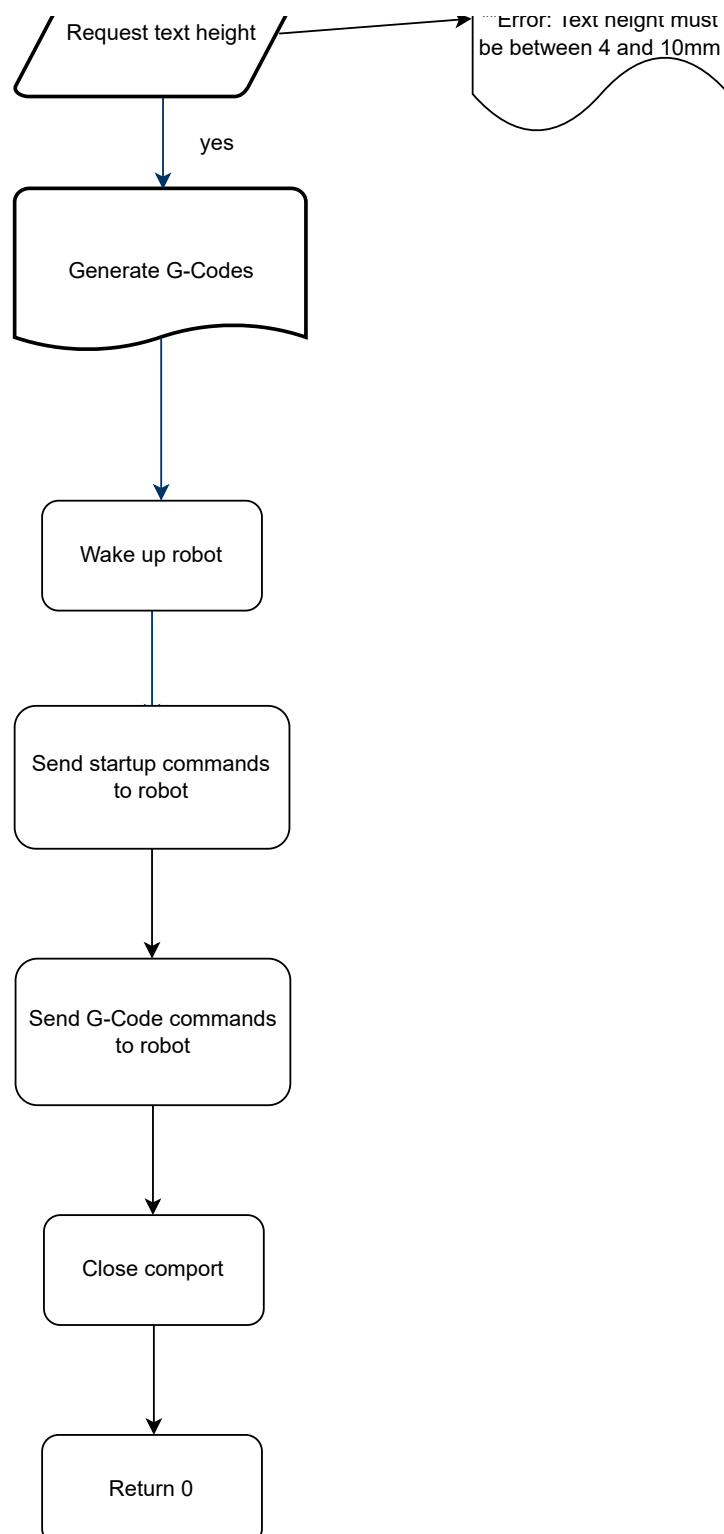 Request text height
"Error: Text height must
be between 4 and 10mm
yes
Generate G-Codes
Wake up robot
Send startup commands
to robot
Send G-Code commands
to robot
Close comport
Return 0